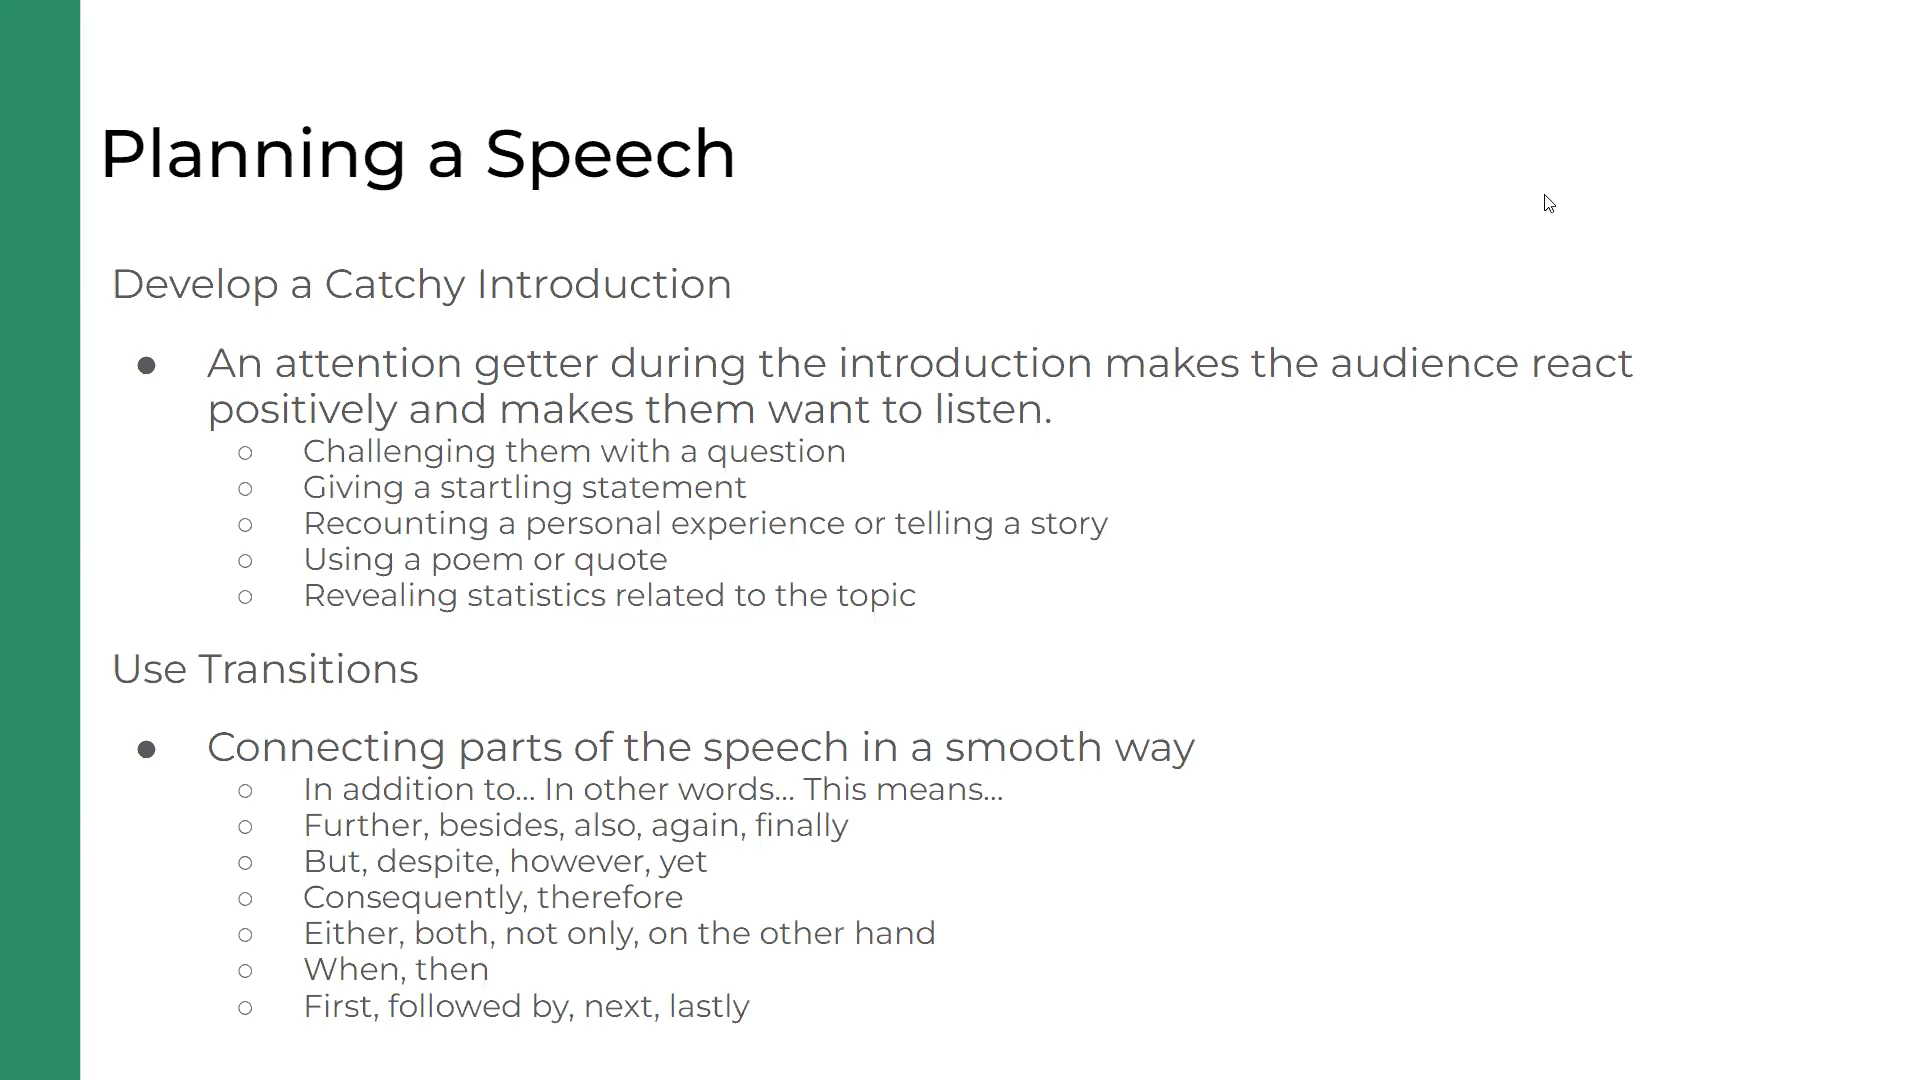 Planning a Speech
Develop a Catchy Introduction
● An attention getter during the introduction makes the audience react
positively and makes them want to listen.
○ Challenging them with a question
○ Giving a startling statement
○ Recounting a personal experience or telling a story
○ Using a poem or quote
○ Revealing statistics related to the topic
Use Transitions
● Connecting parts of the speech in a smooth way
○ In addition to... In other words... This means...
○ Further, besides, also, again, finally
○ But, despite, however, yet
○ Consequently, therefore
○ Either, both, not only, on the other hand
○ When, then
○ First, followed by, next, lastly